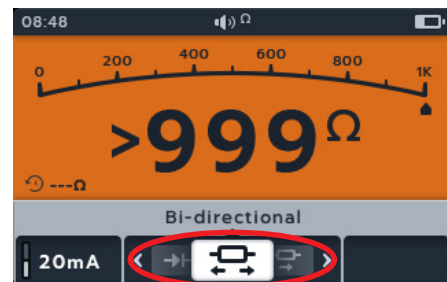 08:48 Ω
0 200 400 600 800 1K
>999Ω
---Ω
Bi-directional
20mA < >